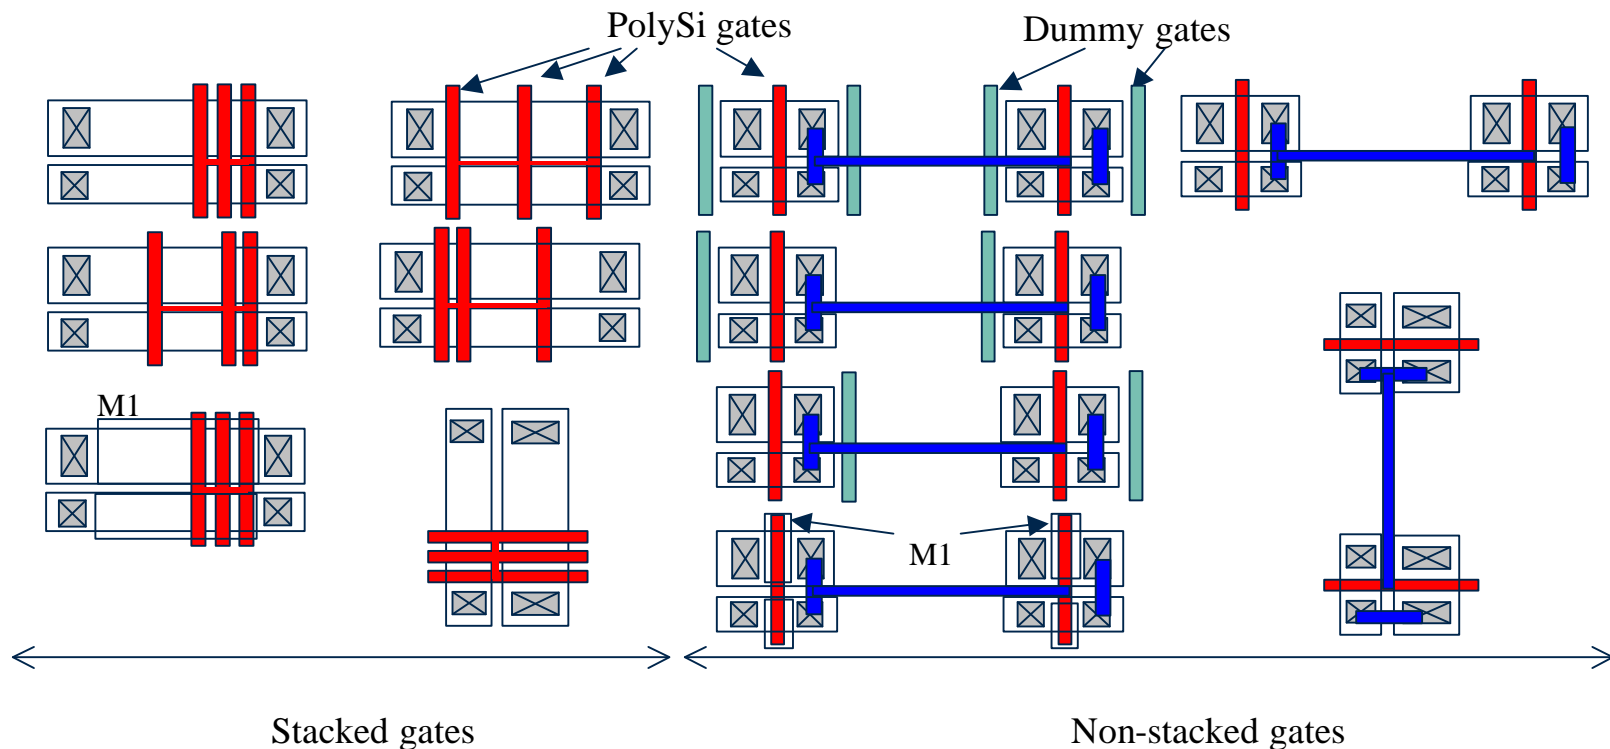 PolySi gates
Dummy gates
M1
M1
Stacked gates
Non-stacked gates